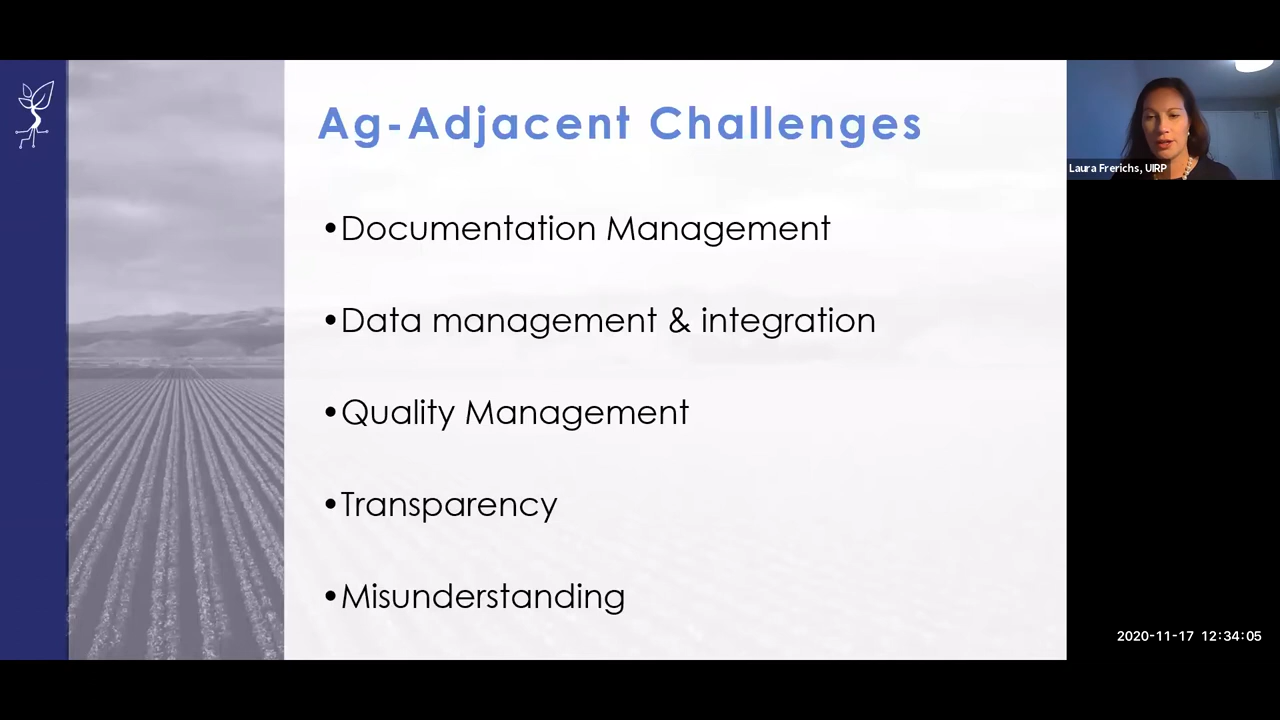 Ag-Adjacent Challenges
•Documentation Management
•Data management & integration
•Quality Management
•Transparency
•Misunderstanding
Laura Frerichs, UIRP
2020-11-17 12:34:05